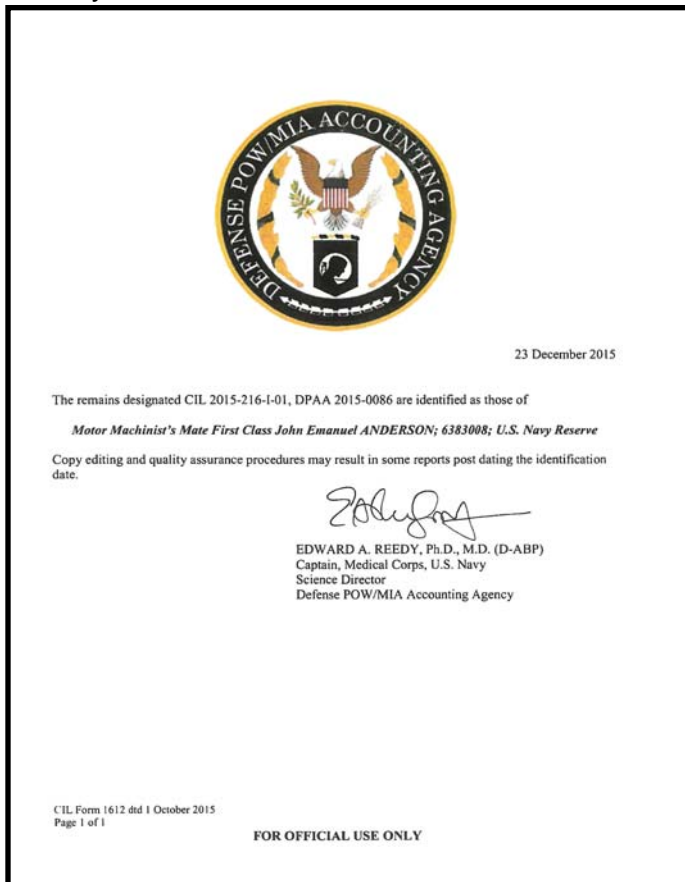 DEFENSE POW/MIA ACCOUNTING AGENCY
23 December 2015
The remains designated CIL 2015-216-I-01, DPAA 2015-0086 are identified as those of
Motor Machinist's Mate First Class John Emanuel ANDERSON; 6383008; U.S. Navy Reserve
Copy editing and quality assurance procedures may result in some reports post dating the identification
date.
EDWARD A. REEDY, Ph.D., M.D. (D-ABP)
Captain, Medical Corps, U.S. Navy
Science Director
Defense POW/MIA Accounting Agency
CIL Form 1612 dtd 1 October 2015
Page 1 of 1
FOR OFFICIAL USE ONLY